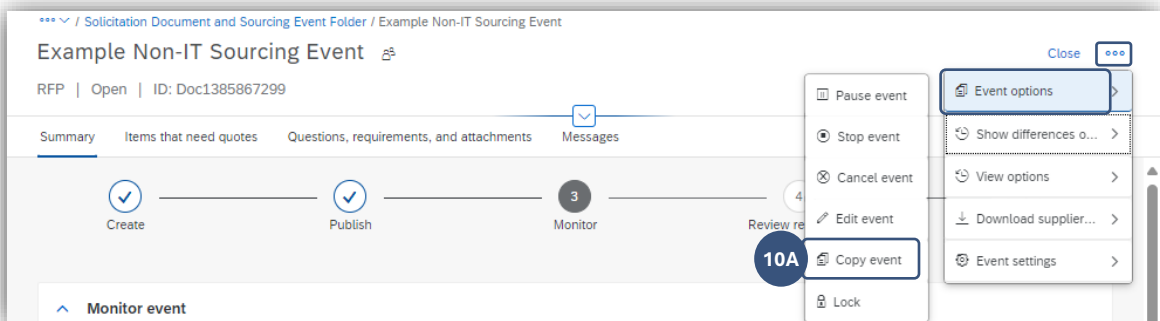 / Solicitation Document and Sourcing Event Folder / Example Non-IT Sourcing Event
Example Non-IT Sourcing Event
Close
RFP | Open | ID: Doc1385867299
Summary
Items that need quotes
Questions, requirements, and attachments
Messages
Create
Publish
3
Monitor
4
Review re
Monitor event
Event options
Show differences o...
View options
Download supplier...
Event settings
Pause event
Stop event
Cancel event
Edit event
10A
Copy event
Lock